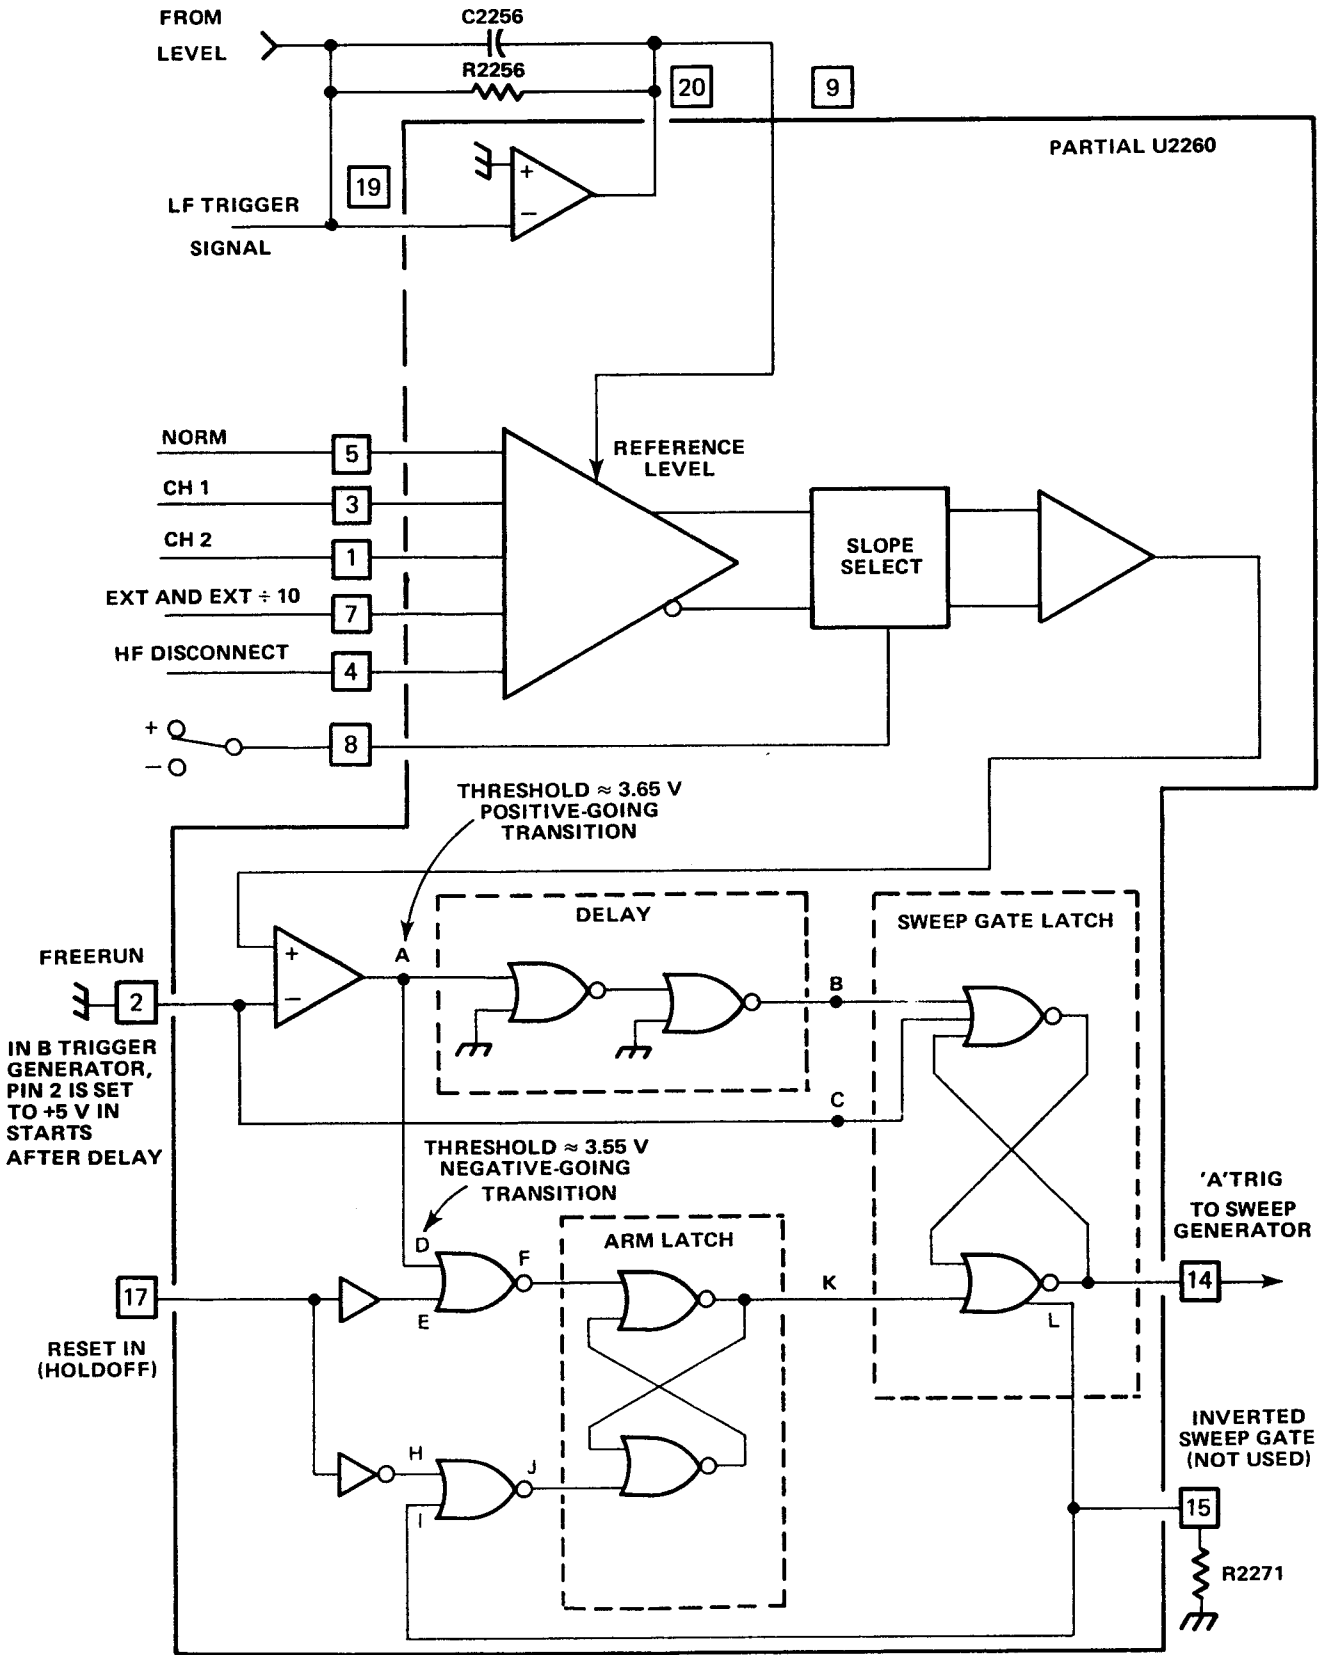 FROM
LEVEL
C2256
R2256
20
9
PARTIAL U2260
19
+
−
LF TRIGGER
SIGNAL
REFERENCE
LEVEL
NORM
5
CH 1
3
CH 2
1
EXT AND EXT ÷ 10
7
HF DISCONNECT
4
SLOPE
SELECT
+
−
8
THRESHOLD ≈ 3.65 V
POSITIVE-GOING
TRANSITION
DELAY
SWEEP GATE LATCH
A
+
−
FREERUN
2
B
IN B TRIGGER
GENERATOR,
PIN 2 IS SET
TO +5 V IN
STARTS
AFTER DELAY
C
THRESHOLD ≈ 3.55 V
NEGATIVE-GOING
TRANSITION
'A'TRIG
TO SWEEP
GENERATOR
14
ARM LATCH
D
F
E
K
L
17
RESET IN
(HOLDOFF)
H
J
I
INVERTED
SWEEP GATE
(NOT USED)
15
R2271